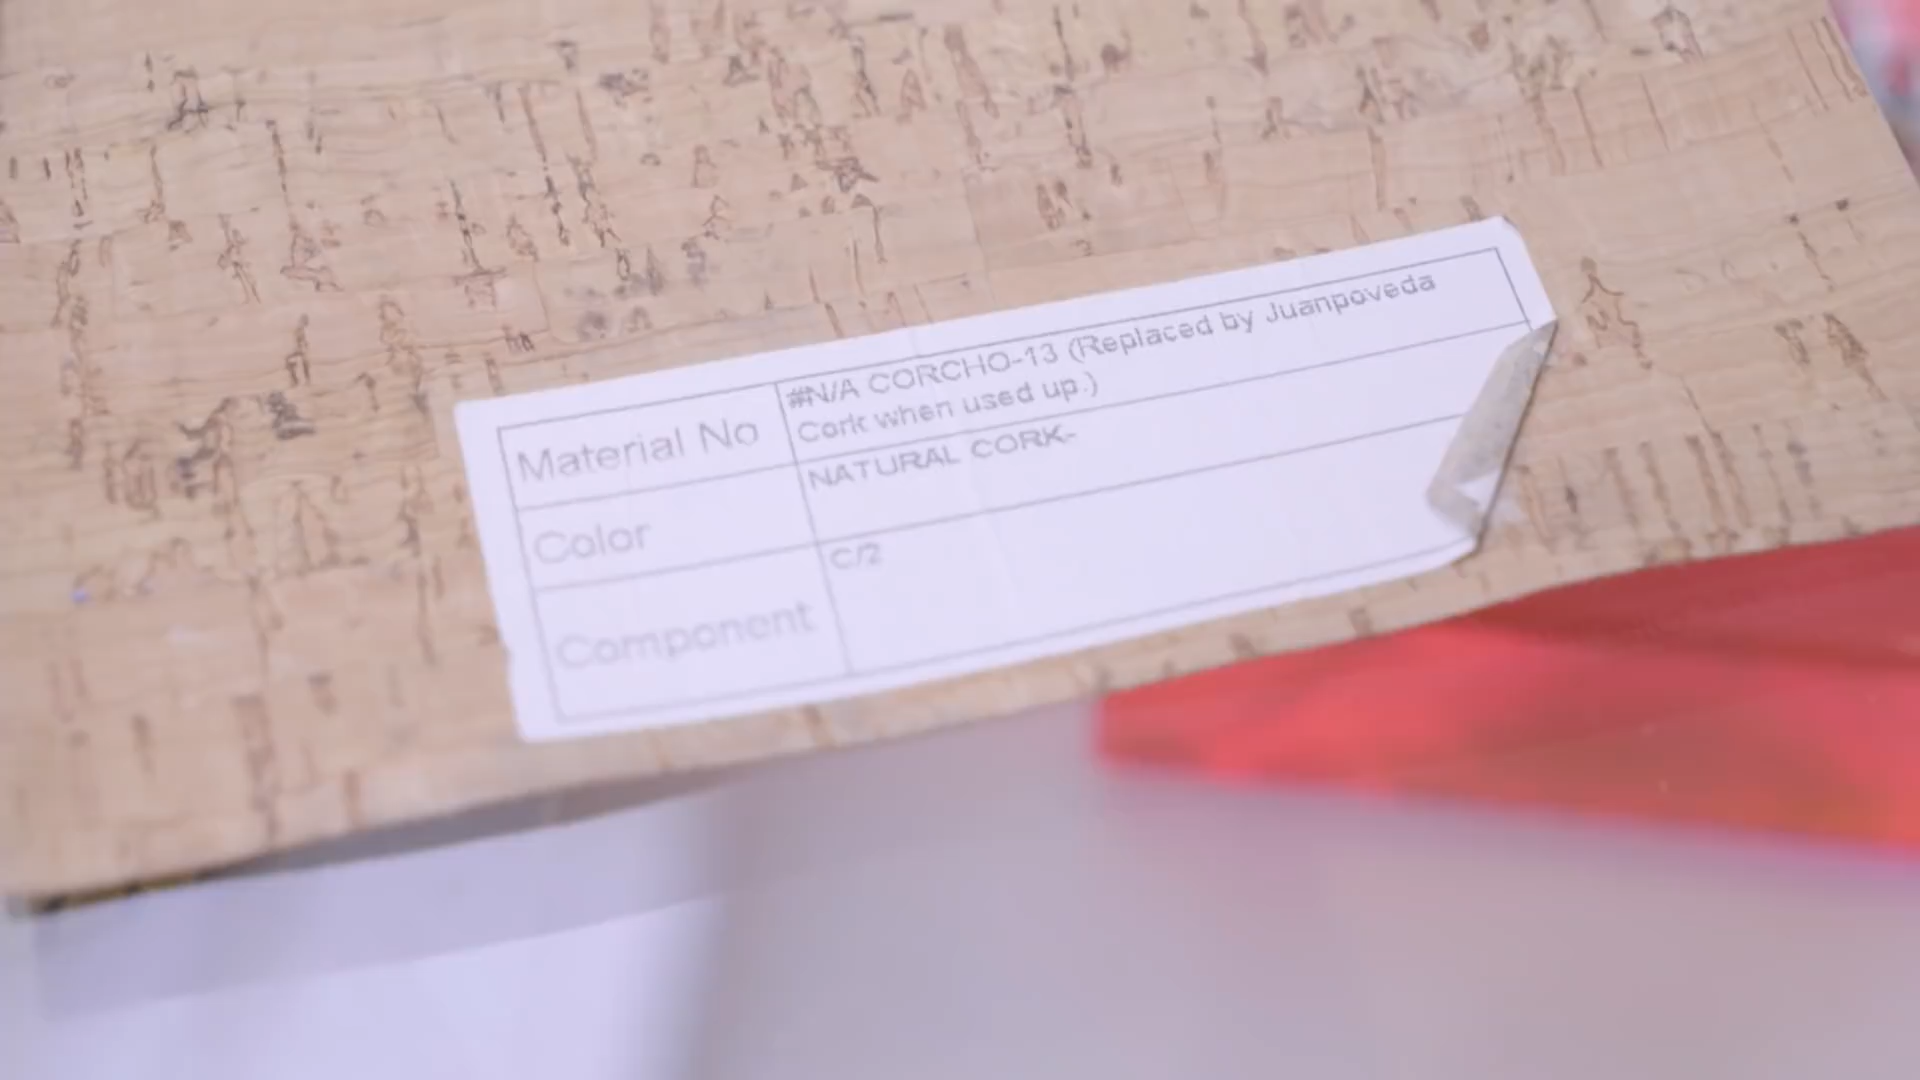 Material No
#N/A CORCHO-13 (Replaced by Juanpoveda
Cork when used up.)
Color
NATURAL CORK-
Component
C/2